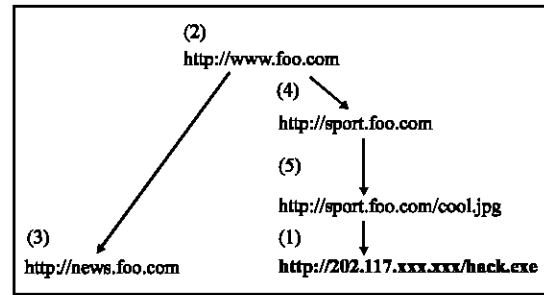 (2)
http://www.foo.com
(4)
http://sport.foo.com
(5)
http://sport.foo.com/cool.jpg
(3)
http://news.foo.com
(1)
http://202.117.xxx.xxx/hack.exe